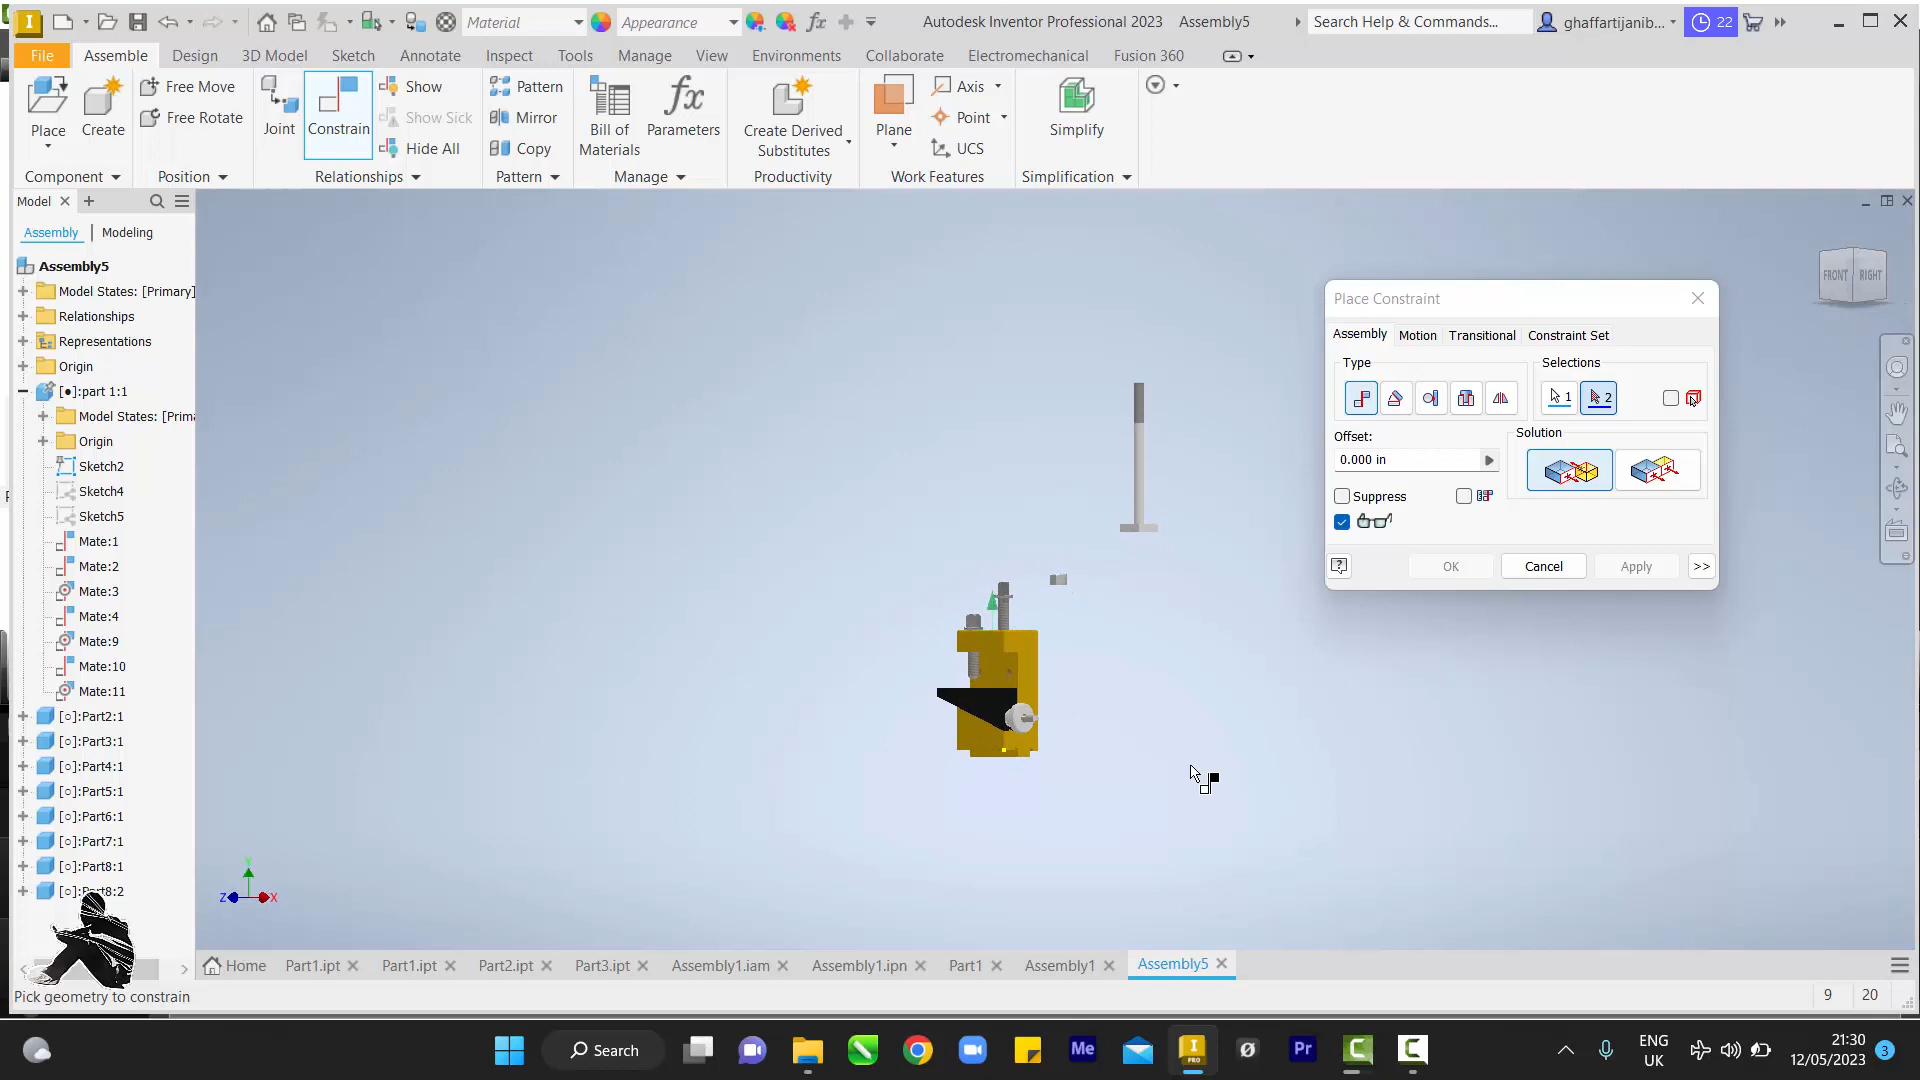 Material
Appearance
Autodesk Inventor Professional 2023 Assembly5
Search Help & Commands...
ghaffartijanib...
22
File Assemble Design 3D Model Sketch Annotate Inspect Tools Manage View Environments Collaborate Electromechanical Fusion 360
Place
Create
Free Move
Free Rotate
Joint
Constrain
Show
Show Sick
Hide All
Pattern
Mirror
Copy
Bill of
Materials
Parameters
Create Derived
Substitutes
Plane
Axis
Point
UCS
Simplify
Component
Position
Relationships
Pattern
Manage
Productivity
Work Features
Simplification
Model
Assembly
Modeling
Assembly5
Model States: [Primary]
Relationships
Representations
Origin
[●]:part 1:1
Model States: [Prima
Origin
Sketch2
Sketch4
Sketch5
Mate:1
Mate:2
Mate:3
Mate:4
Mate:9
Mate:10
Mate:11
[○]:Part2:1
[○]:Part3:1
[○]:Part4:1
[○]:Part5:1
[○]:Part6:1
[○]:Part7:1
[○]:Part8:1
[○]:Part8:2
FRONT RIGHT
Place Constraint
Assembly Motion Transitional Constraint Set
Type
Selections
1
2
Offset:
0.000 in
Solution
Suppress
OK
Cancel
Apply
>>
Y
Z
X
Home
Part1.ipt
Part1.ipt
Part2.ipt
Part3.ipt
Assembly1.iam
Assembly1.ipn
Part1
Assembly1
Assembly5
Pick geometry to constrain
9
20
Search
Me
PRO
Pr
ENG
UK
21:30
12/05/2023
3